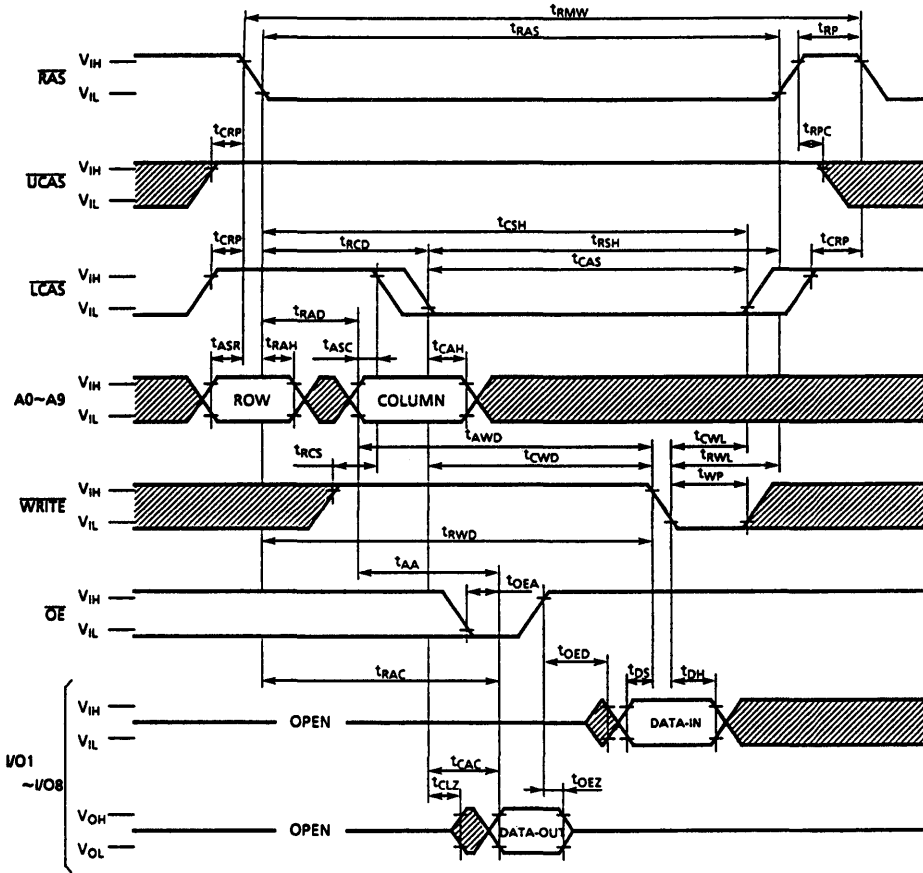 tRMW
tRAS
tRP
RAS
VIH
VIL
tCRP
tRPC
UCAS
VIH
VIL
tCSH
tCRP
tRCD
tRSH
tCRP
tCAS
LCAS
VIH
VIL
tRAD
tASR
tRAH
tASC
tCAH
A0~A9
VIH
VIL
ROW
COLUMN
tAWD
tCWL
tRCS
tCWD
tRWL
tWP
WRITE
VIH
VIL
tRWD
tAA
tOEA
OE
VIH
VIL
tOED
tRAC
tDS
tDH
VIH
VIL
OPEN
DATA-IN
I/O1
~I/O8
tCAC
tCLZ
tOEZ
VOH
VOL
OPEN
DATA-OUT